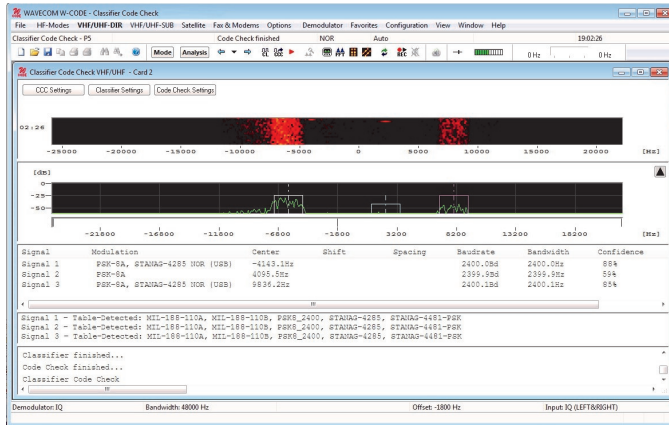 WAVECOM W-CODE - Classifier Code Check
File HF-Modes VHF/UHF-DIR VHF/UHF-SUB Satellite Fax & Modems Options Demodulator Favorites Configuration View Window Help
Classifier Code Check - P5 Code Check finished NOR Auto 19:02:26
Mode Analysis 0 Hz 0 Hz
Classifier Code Check VHF/UHF - Card 2
CCC Settings Classifier Settings Code Check Settings
02:26
-25000 -20000 -15000 -10000 -5000 0 5000 10000 15000 20000 [Hz]
[dB]
0-
-25-
-50-
-21800 -16800 -11800 -6800 -1800 3200 8200 13200 18200 [Hz]
Signal Modulation Center Shift Spacing Baudrate Bandwidth Confidence
Signal 1 PSK-8A, STANAG-4285 NOR (USB) -4143.1Hz 2400.0Bd 2400.0Hz 88%
Signal 2 PSK-8A 4095.5Hz 2399.9Bd 2399.9Hz 59%
Signal 3 PSK-8A, STANAG-4285 NOR (USB) 9836.2Hz 2400.1Bd 2400.1Hz 85%
Signal 1 - Table-Detected: MIL-188-110A, MIL-188-110B, PSK8_2400, STANAG-4285, STANAG-4481-PSK
Signal 2 - Table-Detected: MIL-188-110A, MIL-188-110B, PSK8_2400, STANAG-4285, STANAG-4481-PSK
Signal 3 - Table-Detected: MIL-188-110A, MIL-188-110B, PSK8_2400, STANAG-4285, STANAG-4481-PSK
Classifier finished...
Code Check finished...
Classifier Code Check
Demodulator: IQ Bandwidth: 48000 Hz Offset: -1800 Hz Input: IQ (LEFT&RIGHT)